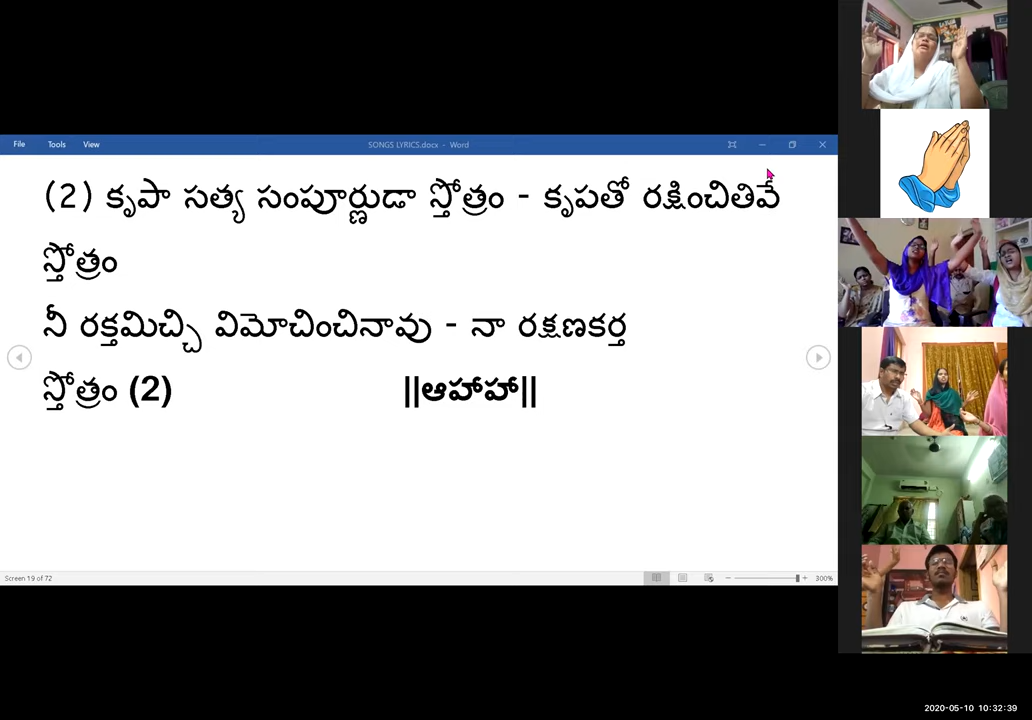 File Tools View SONGS LYRICS.docx - Word
(2) కృపా సత్య సంపూర్ణుడా స్తోత్రం - కృపతో రక్షించితివే
స్తోత్రం
నీ రక్తమిచ్చి విమోచించినావు - నా రక్షణకర్త
స్తోత్రం (2) ||ఆహాహా||
Screen 19 of 72 300%
2020-05-10 10:32:39